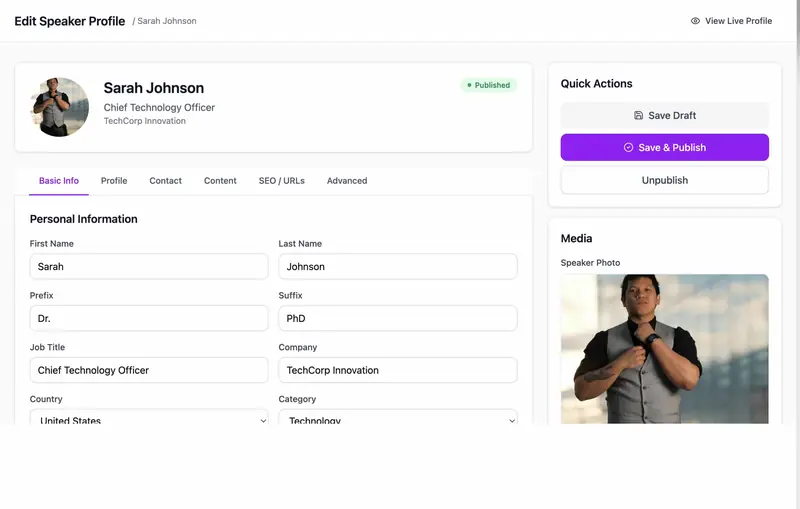 Edit Speaker Profile / Sarah Johnson
View Live Profile
Sarah Johnson
Chief Technology Officer
TechCorp Innovation
Published
Quick Actions
Save Draft
Save & Publish
Unpublish
Basic Info Profile Contact Content SEO / URLs Advanced
Personal Information
First Name Last Name
Sarah Johnson
Prefix Suffix
Dr. PhD
Job Title Company
Chief Technology Officer TechCorp Innovation
Country Category
United States Technology
Media
Speaker Photo